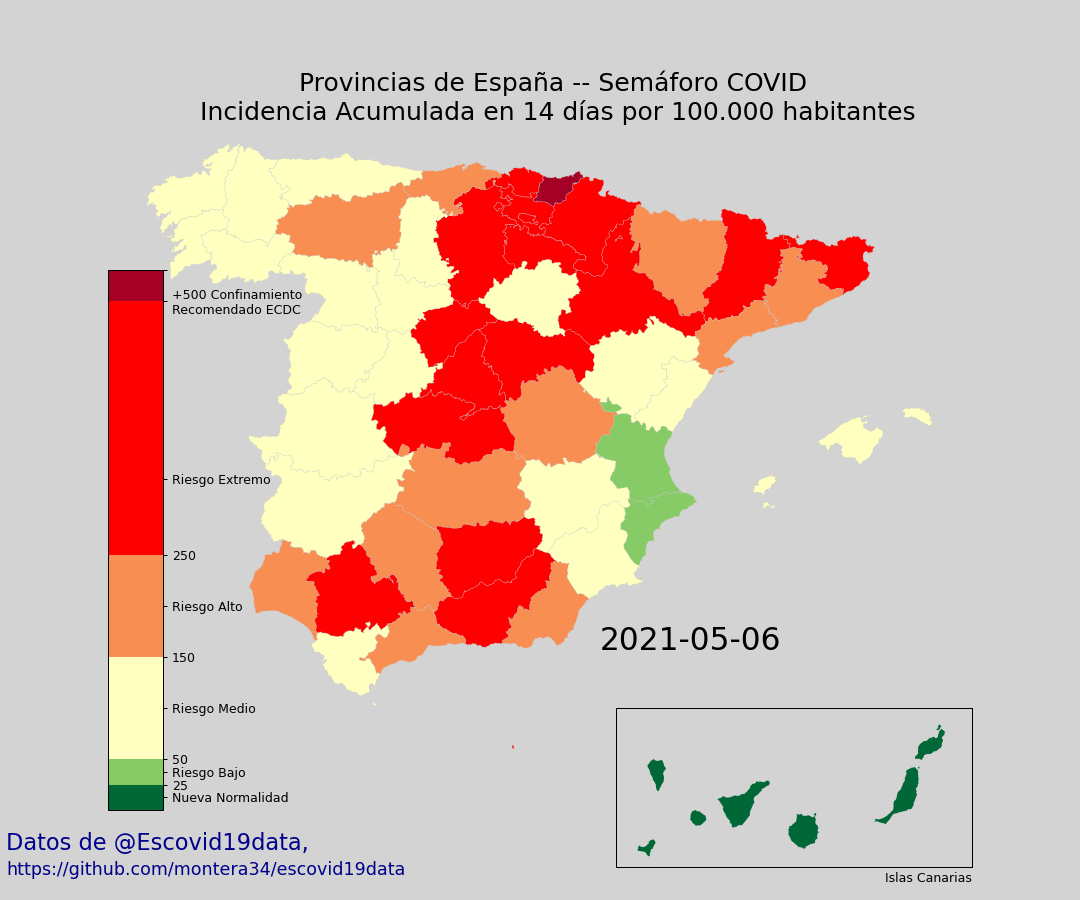 Provincias de España -- Semáforo COVID
Incidencia Acumulada en 14 días por 100.000 habitantes
+500 Confinamiento
Recomendado ECDC
Riesgo Extremo
250
Riesgo Alto
150
Riesgo Medio
50
Riesgo Bajo
25
Nueva Normalidad
2021-05-06
Islas Canarias
Datos de @Escovid19data,
https://github.com/montera34/escovid19data